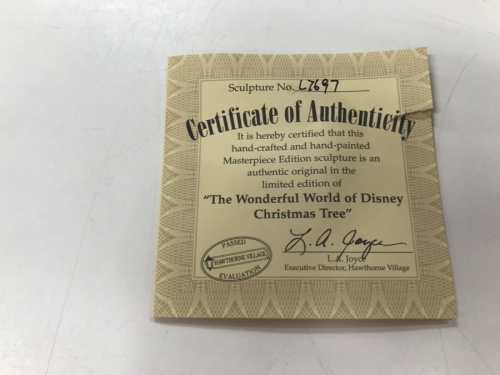 Sculpture No. L7697
Certificate of Authenticity
It is hereby certified that this
hand-crafted and hand-painted
Masterpiece Edition sculpture is an
authentic original in the
limited edition of
"The Wonderful World of Disney
Christmas Tree"
L. A. Joyce
L.A. Joyce
Executive Director, Hawthorne Village
PASSED
HAWTHORNE VILLAGE
EVALUATION